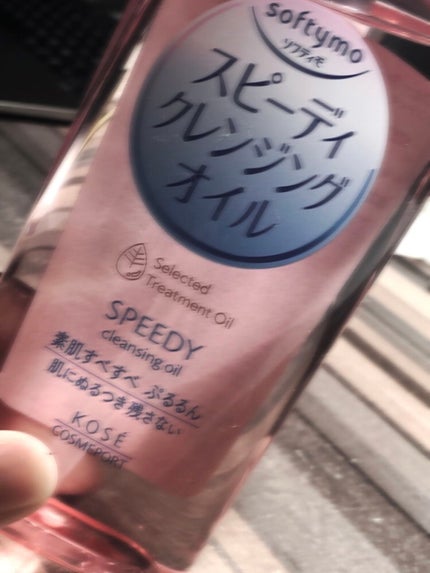 softymo
ソフティモ
スピーディ
クレンジング
オイル
Selected
Treatment Oil
SPEEDY
cleansing oil
素肌すべすべ ぷるるん
肌にぬるつき残さない
KOSÉ
COSMEPORT